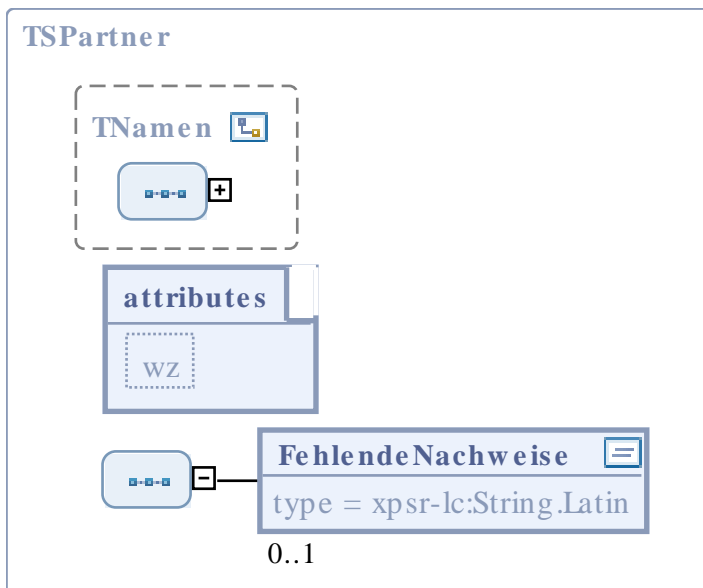 TSPartner
TNamen
attributes
wz
FehlendeNachweise
type = xpsr-lc:String.Latin
0..1